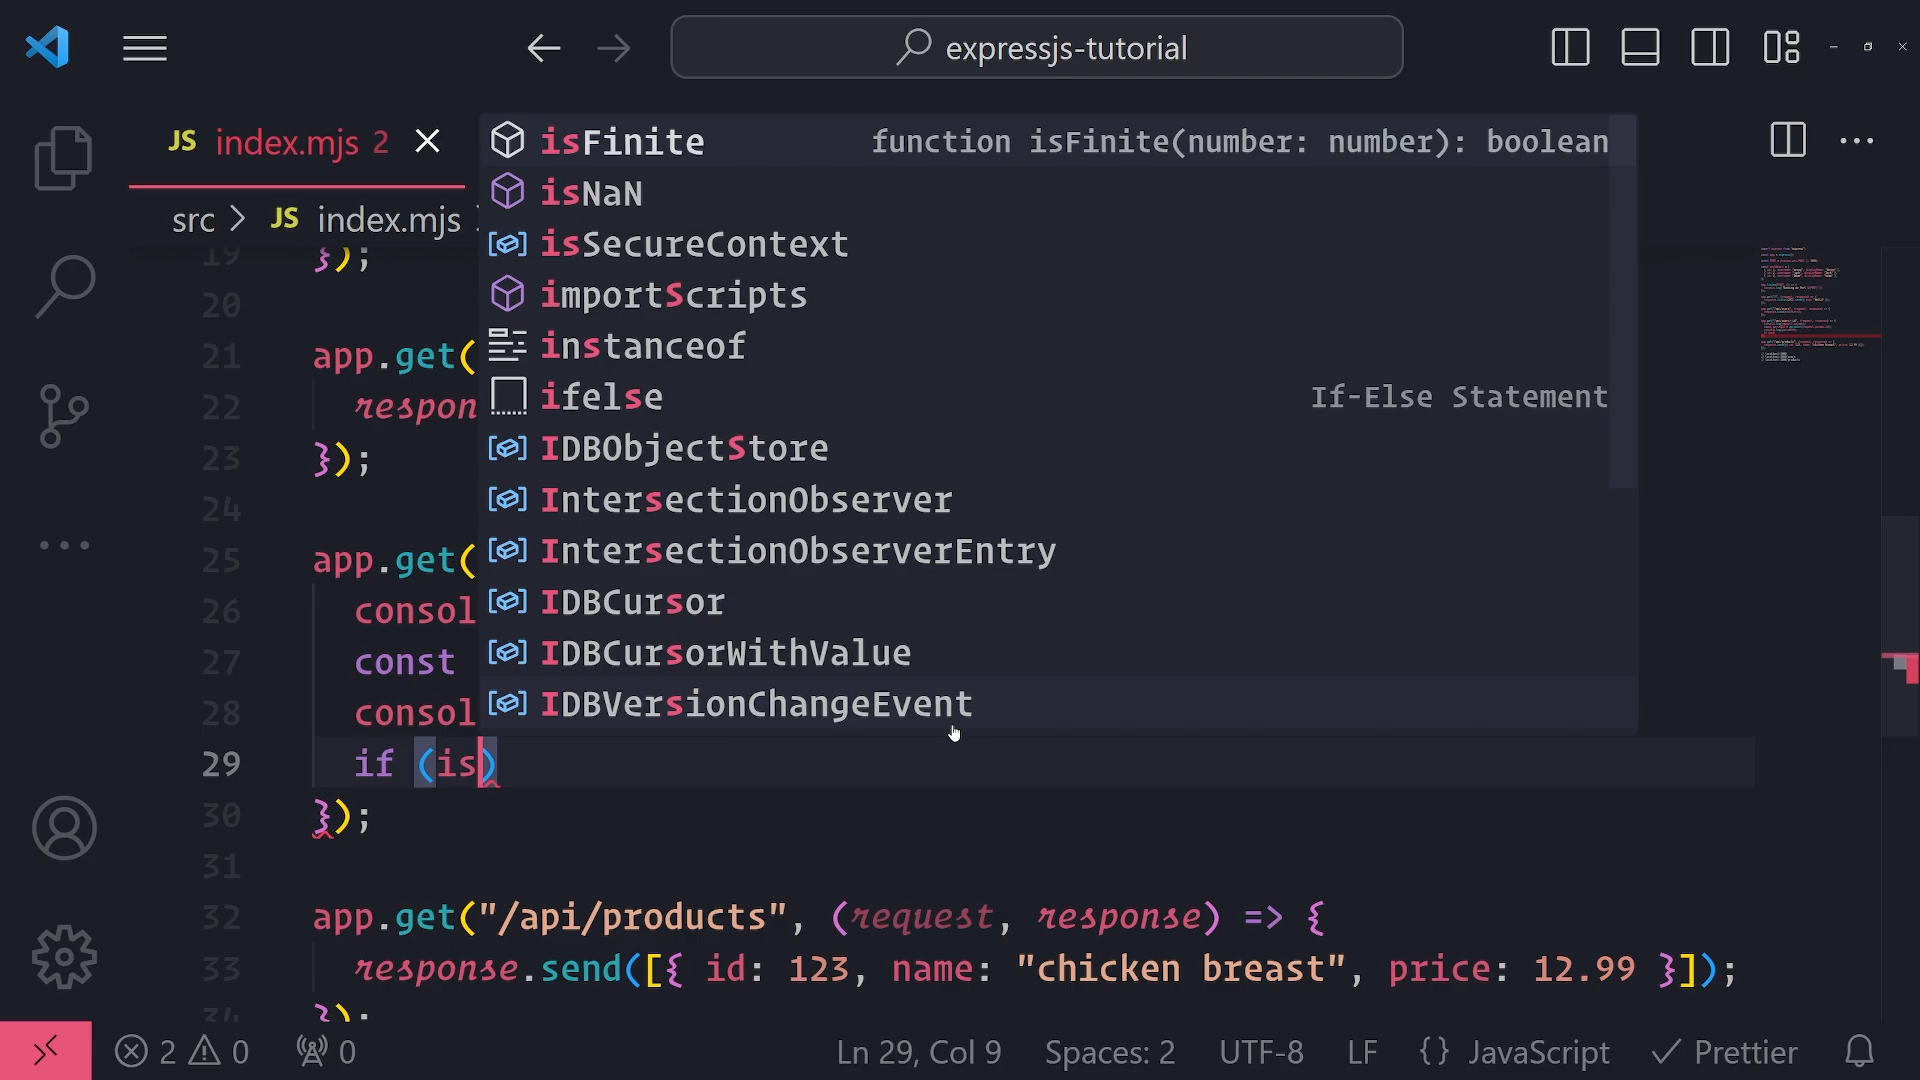 expressjs-tutorial
JS index.mjs 2
src > JS index.mjs
isFinite function isFinite(number: number): boolean
isNaN
isSecureContext
importScripts
instanceof
ifelse If-Else Statement
IDBObjectStore
IntersectionObserver
IntersectionObserverEntry
IDBCursor
IDBCursorWithValue
IDBVersionChangeEvent
19 });
20
21 app.get(
22 respon
23 });
24
25 app.get(
26 consol
27 const
28 consol
29 if (is)
30 });
31
32 app.get("/api/products", (request, response) => {
33 response.send([{ id: 123, name: "chicken breast", price: 12.99 }]);
34 });
2 0 0 Ln 29, Col 9 Spaces: 2 UTF-8 LF {} JavaScript Prettier